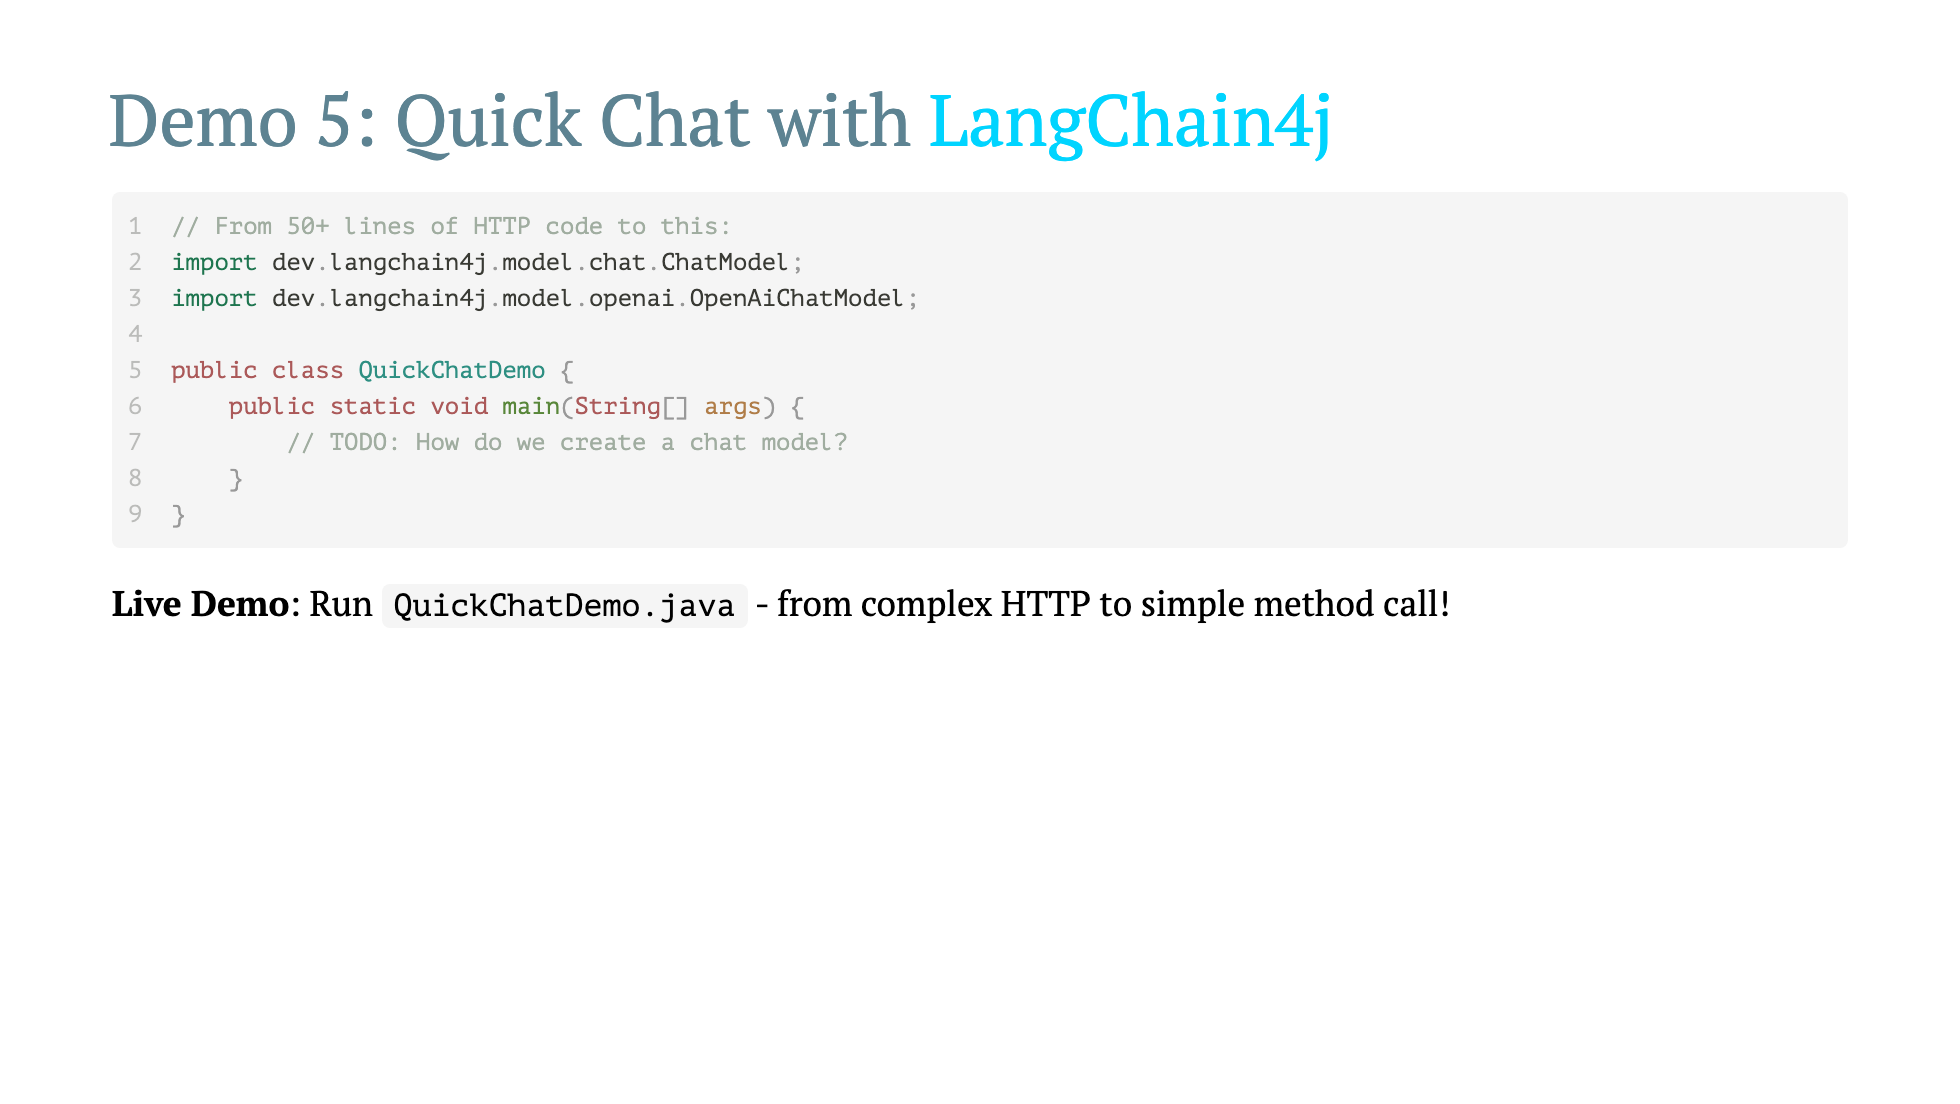 Demo 5: Quick Chat with LangChain4j
1 // From 50+ lines of HTTP code to this:
2 import dev.langchain4j.model.chat.ChatModel;
3 import dev.langchain4j.model.openai.OpenAiChatModel;
4
5 public class QuickChatDemo {
6     public static void main(String[] args) {
7         // TODO: How do we create a chat model?
8     }
9 }
Live Demo: Run QuickChatDemo.java - from complex HTTP to simple method call!